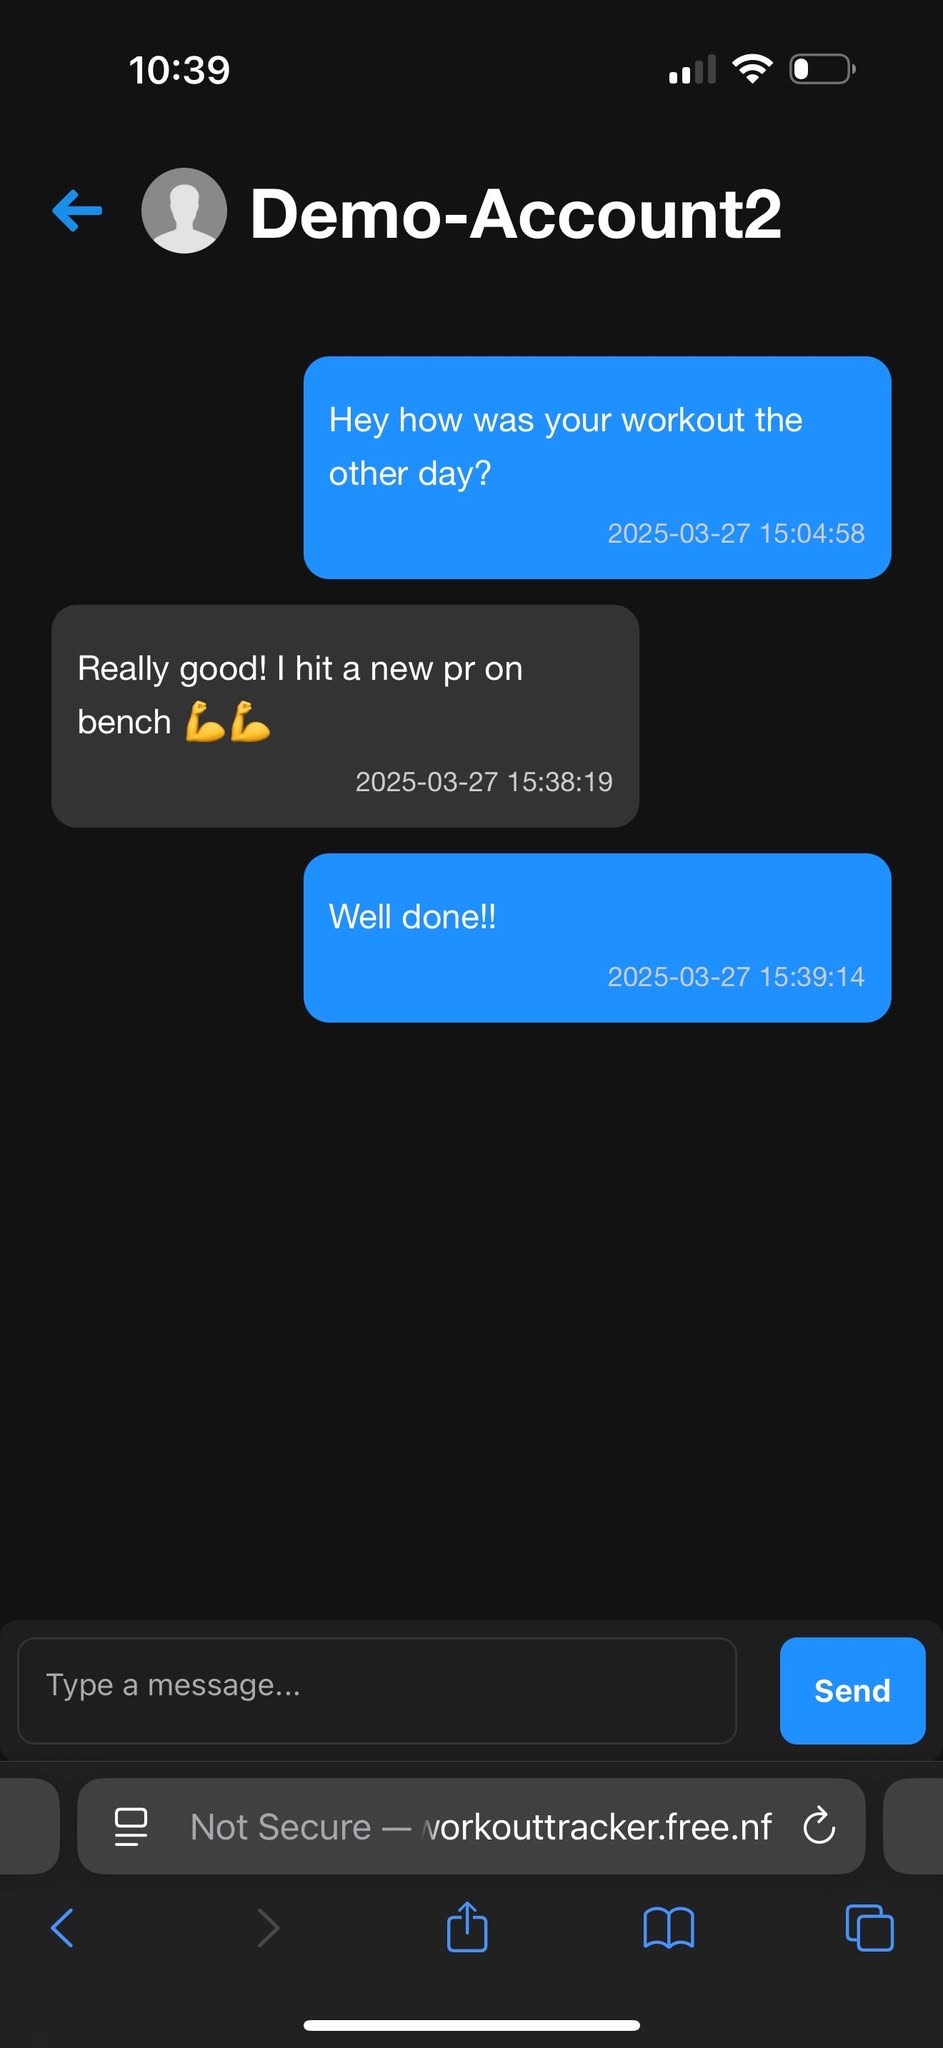 10:39
Demo-Account2
Hey how was your workout the
other day?
2025-03-27 15:04:58
Really good! I hit a new pr on
bench 💪💪
2025-03-27 15:38:19
Well done!!
2025-03-27 15:39:14
Type a message...
Send
Not Secure — workouttracker.free.nf